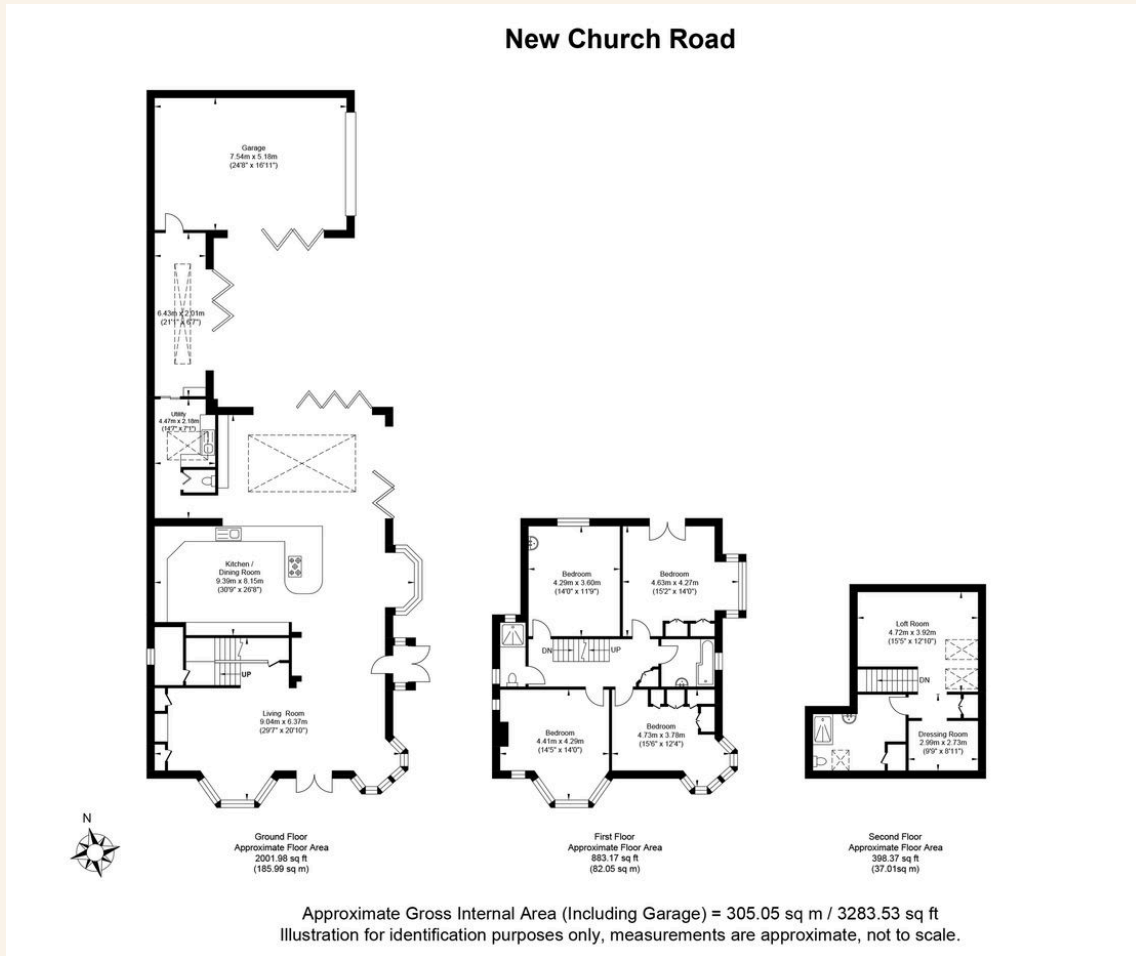 New Church Road
Garage
7.54m x 5.18m
(24'8" x 16'11")
6.43m x 2.01m
(21'1" x 6'7")
Utility
4.47m x 2.18m
(14'7" x 7'1")
Kitchen /
Dining Room
9.39m x 8.15m
(30'9" x 26'8")
UP
Living Room
9.04m x 6.37m
(29'7" x 20'10")
Bedroom
4.29m x 3.60m
(14'0" x 11'9")
Bedroom
4.63m x 4.27m
(15'2" x 14'0")
DN
UP
Bedroom
4.41m x 4.29m
(14'5" x 14'0")
Bedroom
4.73m x 3.78m
(15'6" x 12'4")
Loft Room
4.72m x 3.92m
(15'5" x 12'10")
DN
Dressing Room
2.99m x 2.73m
(9'9" x 8'11")
N
Ground Floor
Approximate Floor Area
2001.98 sq ft
(185.99 sq m)
First Floor
Approximate Floor Area
883.17 sq ft
(82.05 sq m)
Second Floor
Approximate Floor Area
398.37 sq ft
(37.01sq m)
Approximate Gross Internal Area (Including Garage) = 305.05 sq m / 3283.53 sq ft
Illustration for identification purposes only, measurements are approximate, not to scale.